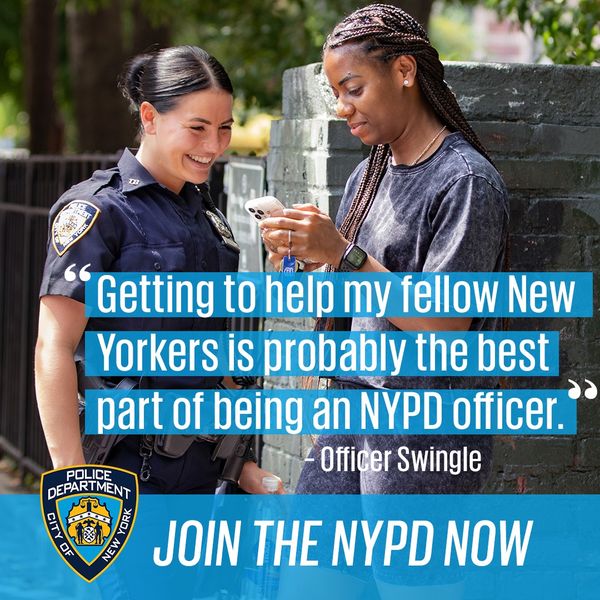 “Getting to help my fellow New
Yorkers is probably the best
part of being an NYPD officer.”
- Officer Swingle
POLICE
DEPARTMENT
CITY OF
NEW YORK
JOIN THE NYPD NOW